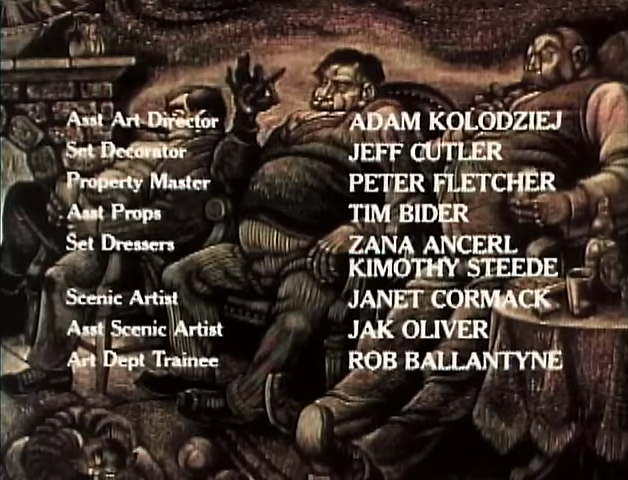 Asst Art Director ADAM KOLODZIEJ
Set Decorator JEFF CUTLER
Property Master PETER FLETCHER
Asst Props TIM BIDER
Set Dressers ZANA ANCERL
KIMOTHY STEEDE
Scenic Artist JANET CORMACK
Asst Scenic Artist JAK OLIVER
Art Dept Trainee ROB BALLANTYNE